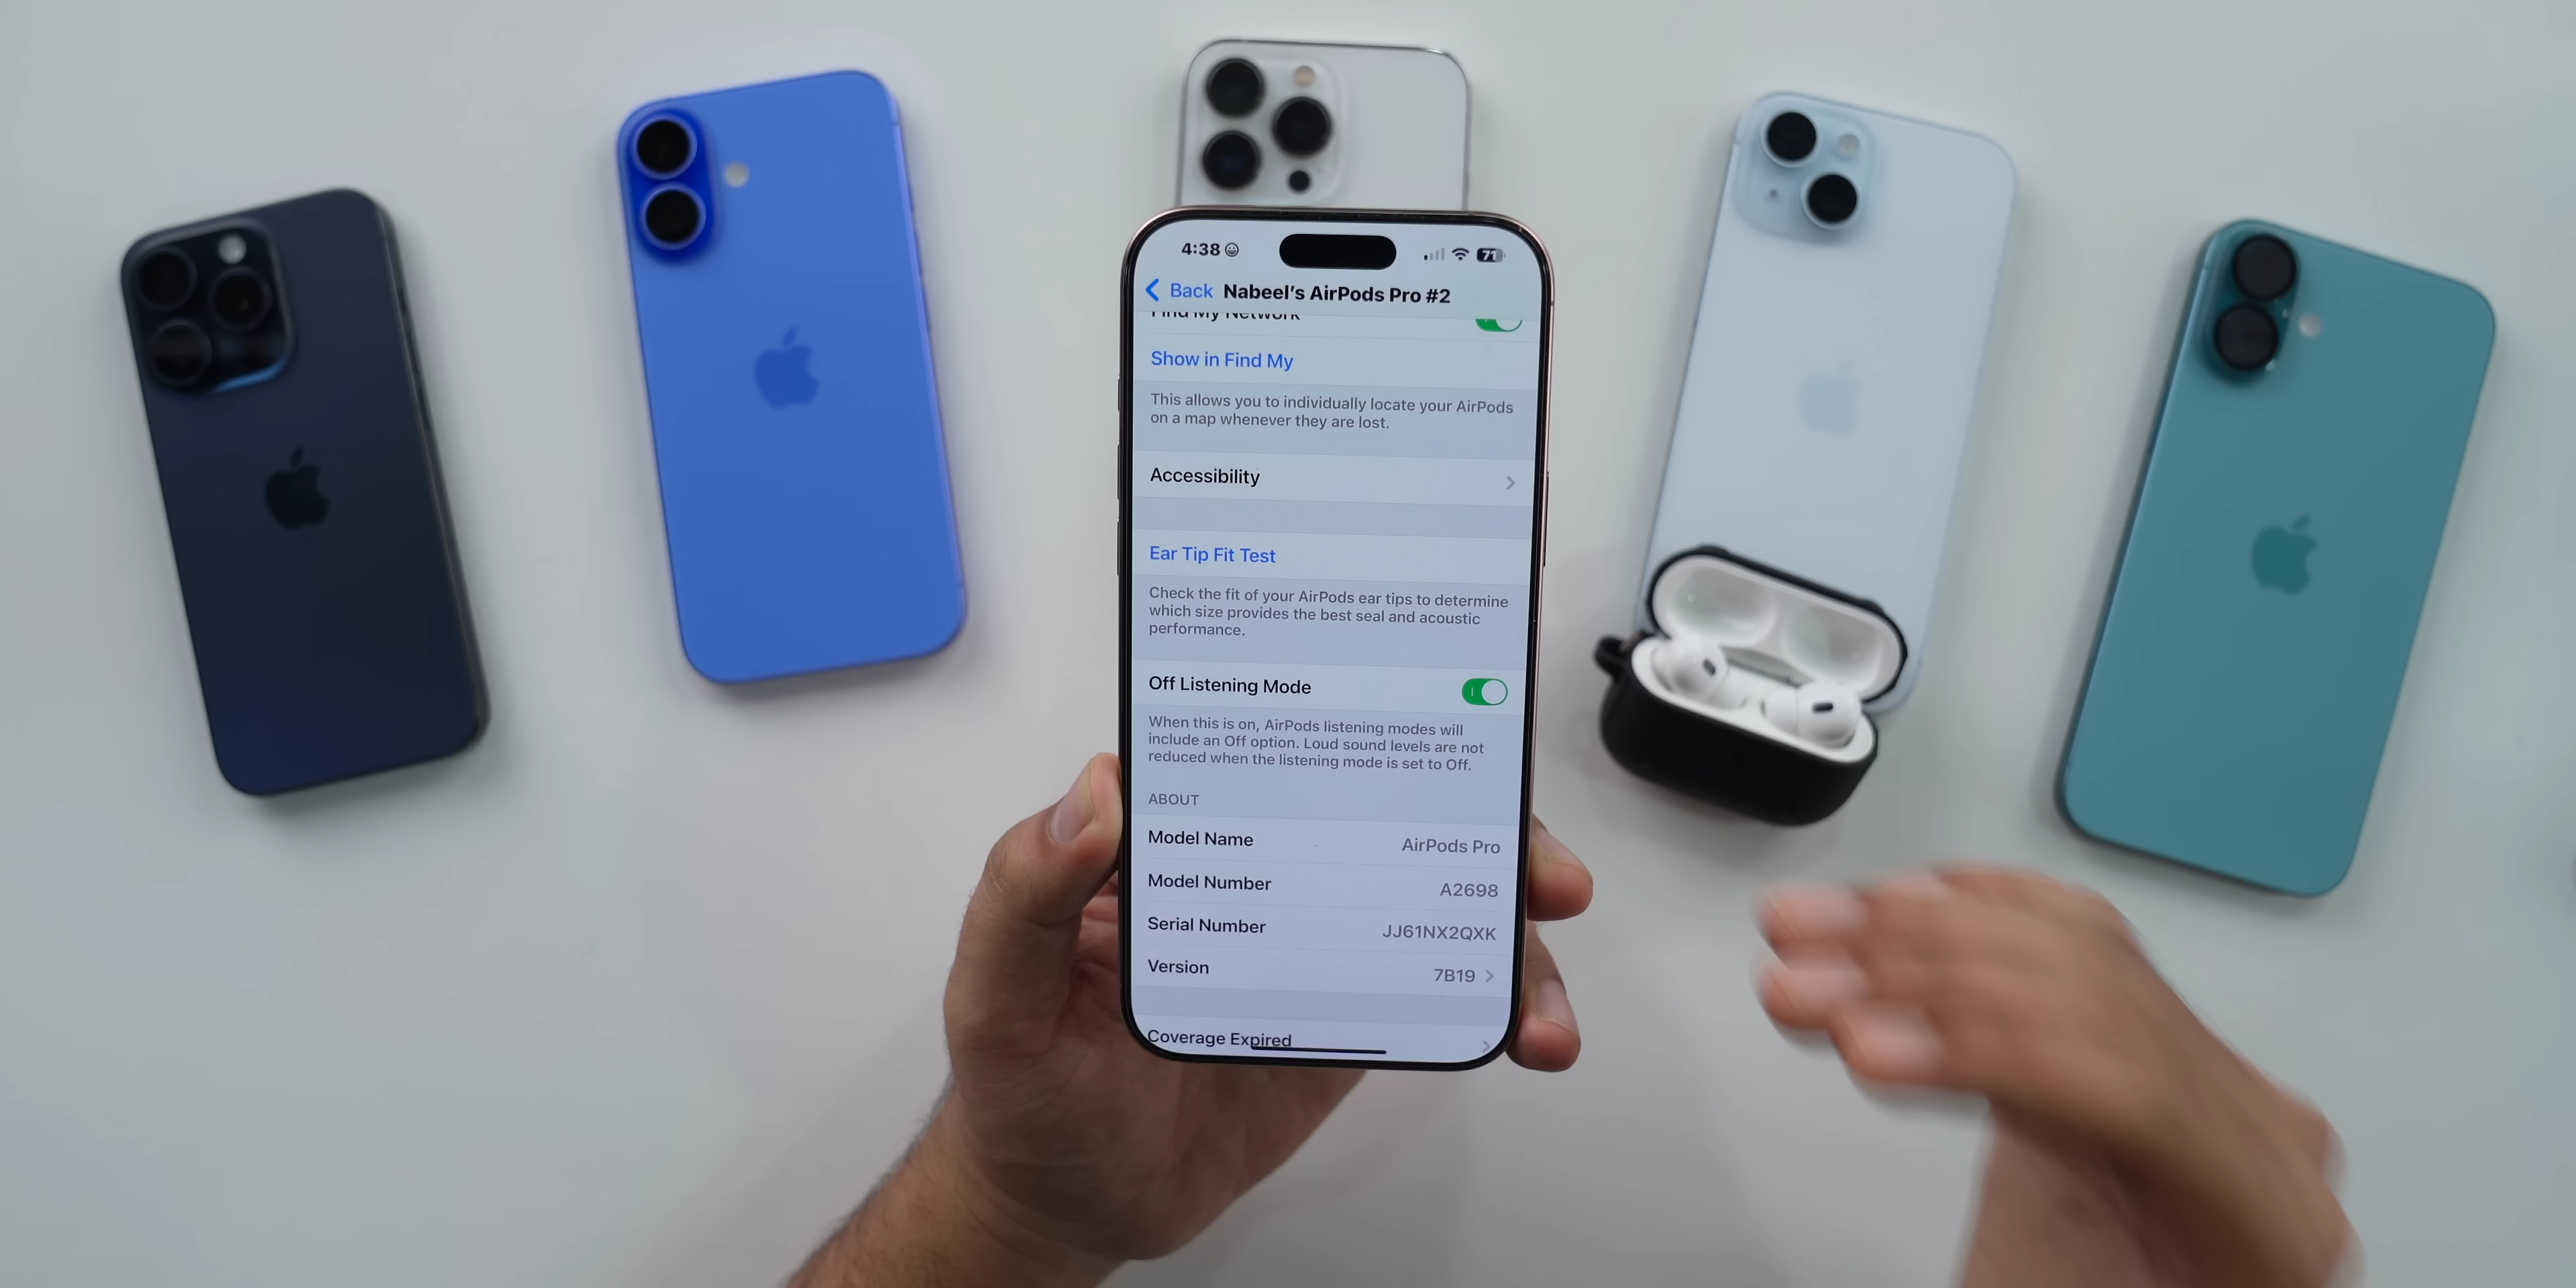 4:38
71
Back Nabeel's AirPods Pro #2
Find My Network
Show in Find My
This allows you to individually locate your AirPods
on a map whenever they are lost.
Accessibility
Ear Tip Fit Test
Check the fit of your AirPods ear tips to determine
which size provides the best seal and acoustic
performance.
Off Listening Mode
When this is on, AirPods listening modes will
include an Off option. Loud sound levels are not
reduced when the listening mode is set to Off.
ABOUT
Model Name AirPods Pro
Model Number A2698
Serial Number JJ61NX2QXK
Version 7B19
Coverage Expired